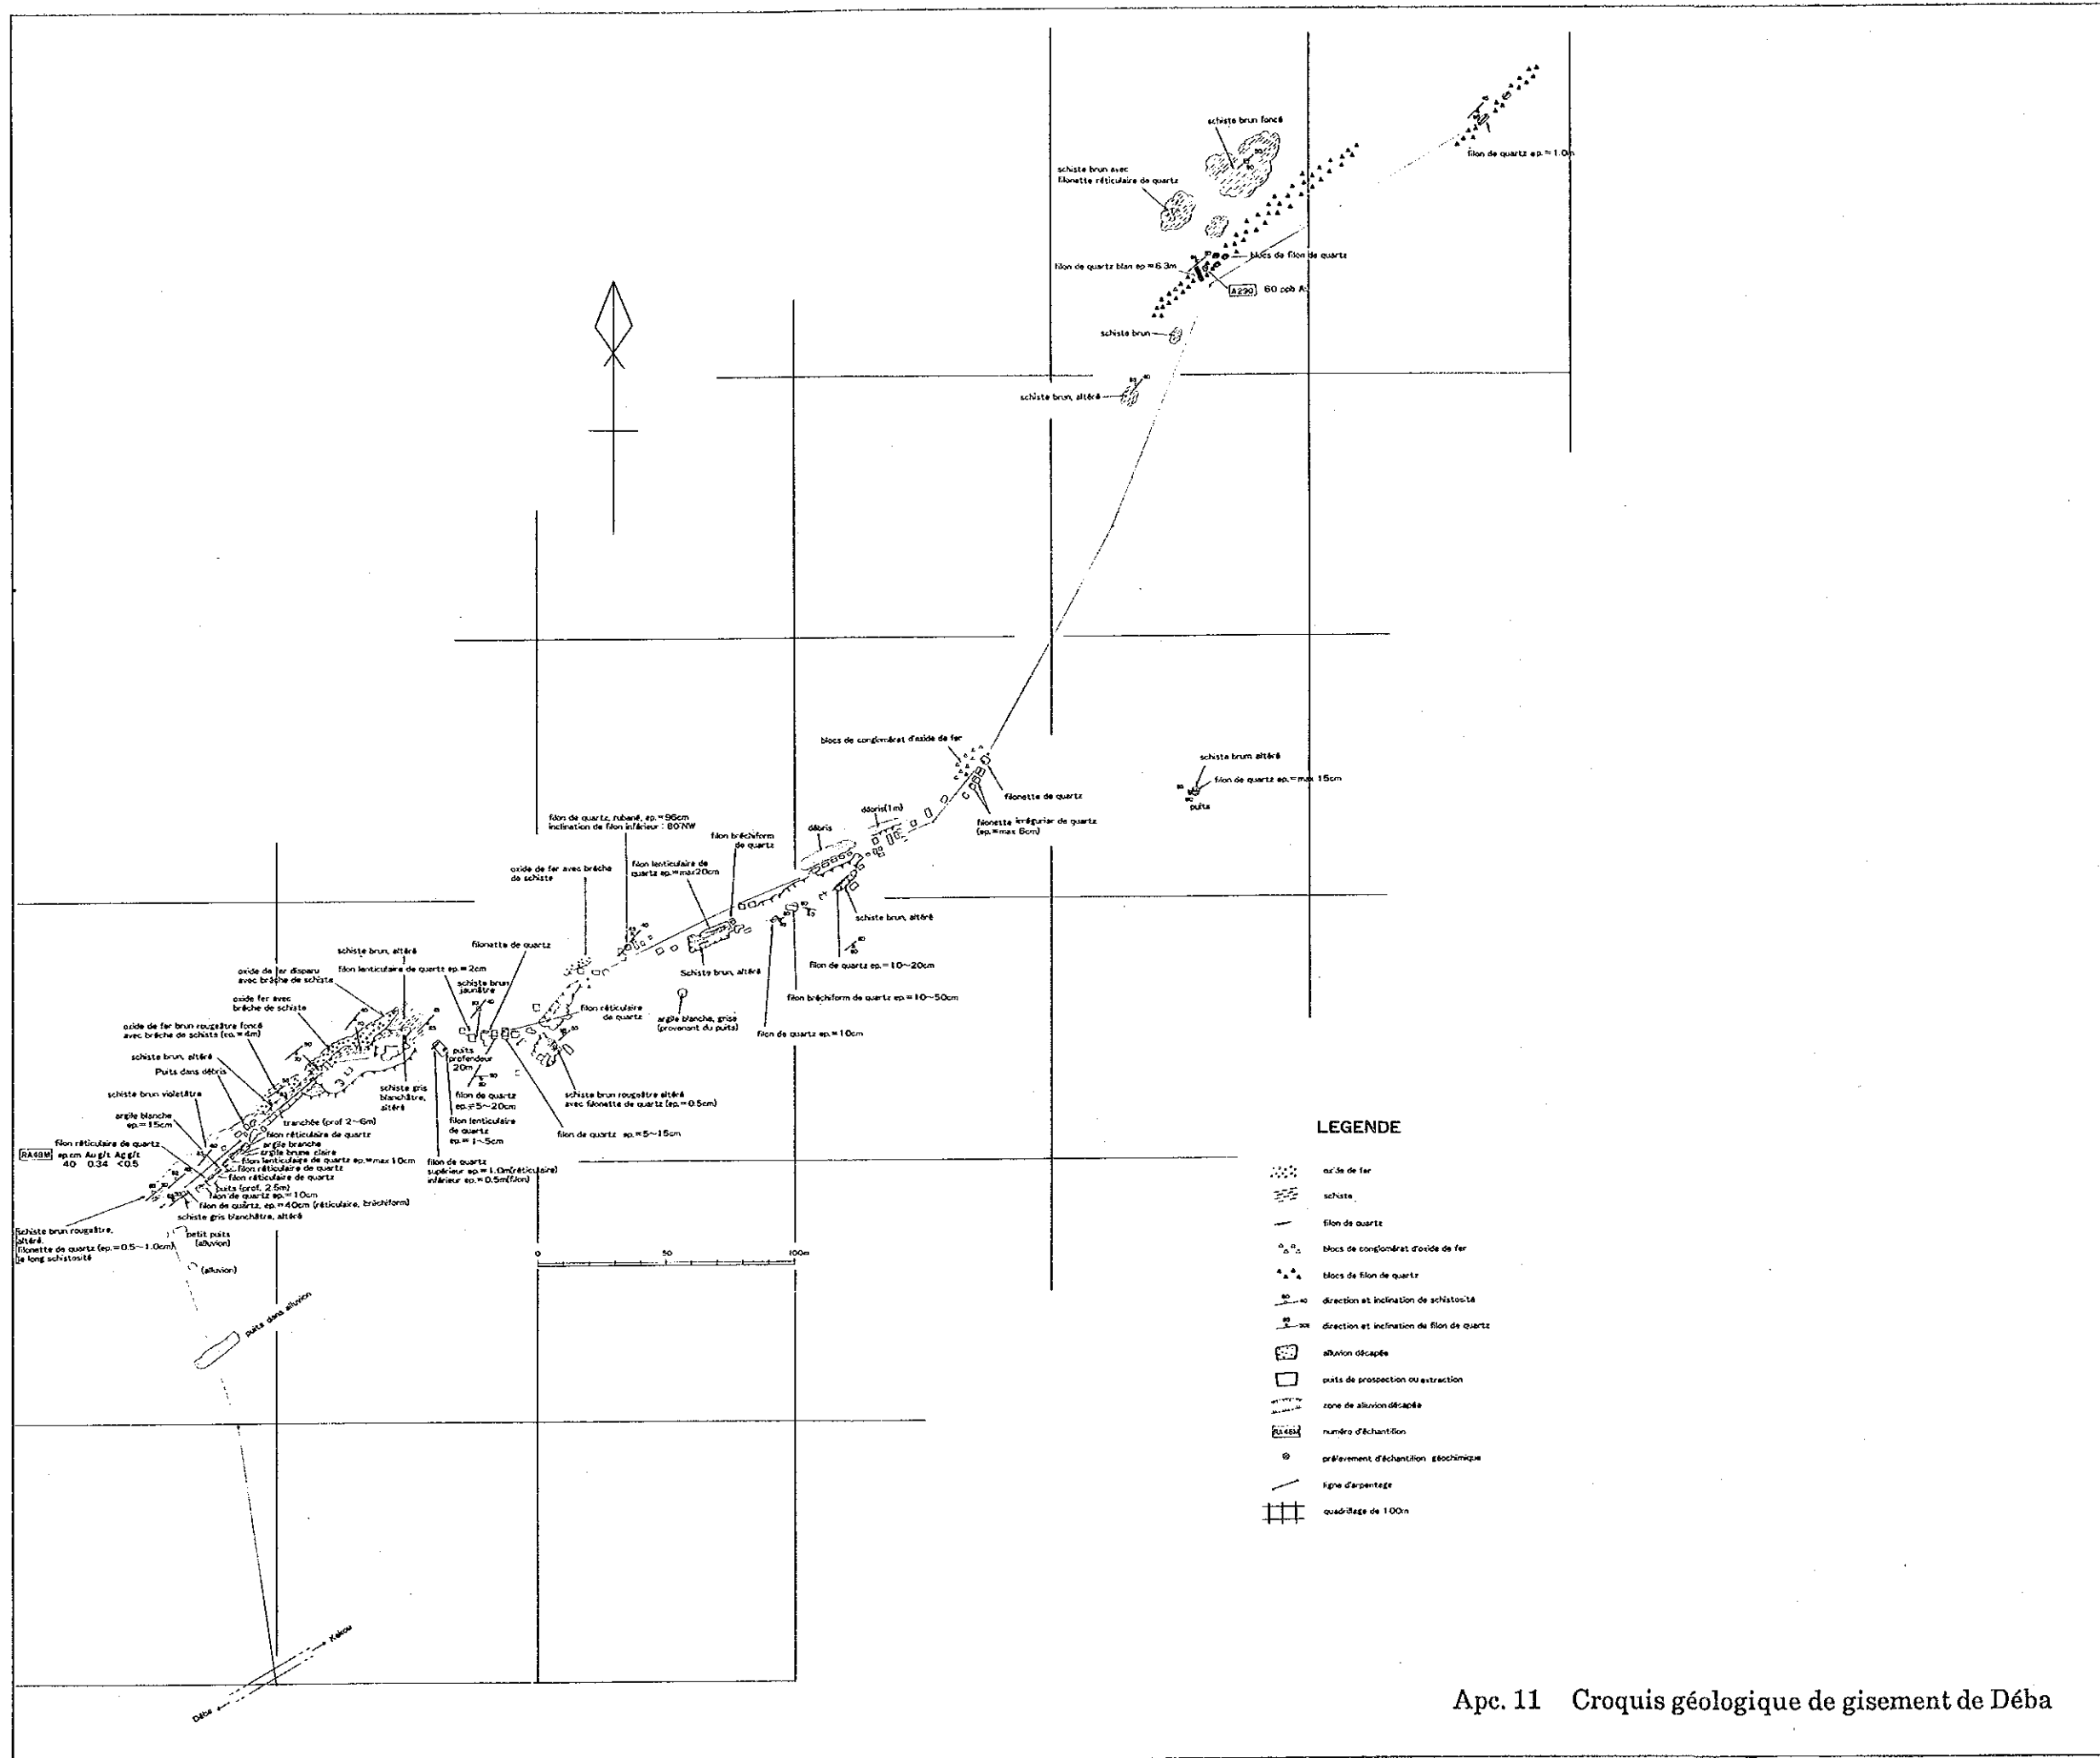 schiste brun foncé
schiste brun avec
filonette réticulaire de quartz
filon de quartz ep.=1.0m
blocs de filon de quartz
filon de quartz blan ep=6.3m
A290 60 ppb A
schiste brun
schiste brun, altéré
blocs de conglomérat d'oxide de fer
schiste brum altéré
filon de quartz ep.=max 15cm
puits
filonette de quartz
débris(1m)
filonette irrégurier de quartz
(ep.=max 6cm)
filon de quartz, rubané, ep.=96cm
inclination de filon inférieur : 80°NW
débris
filon bréchiform
de quartz
filon lenticulaire de
quartz ep.=max20cm
oxide de fer avec brèche
de schiste
schiste brun, altéré
filon de quartz ep.=10~20cm
Schiste brun, altéré
filon bréchiform de quartz ep.=10~50cm
argile blanche, grise
(provenant du puits)
filon de quartz ep.=10cm
filonatte de quartz
schiste brun, altéré
filon lenticulaire de quartz ep.=2cm
oxide de fer disparu
avec brèche de schiste
schiste brun
jaunâtre
oxide fer avec
brèche de schiste
filon réticulaire
de quartz
oxide de fer brun rougeâtre foncé
avec brèche de schists (ep.=4m)
schiste brun, altéré
Puits dans débris
puits
profendeur
20m
schiste brun violetâtre
schiste gris
blanchâtre,
altéré
filon de quartz
ep.=5~20cm
schiste brun rougeâtre altéré
avec filonette de quartz (ep.=0.5cm)
argile blanche
ep.=15cm
tranchée (prof 2~6m)
filon lenticulaire
de quartz
ep.=1~5cm
filon de quartz ep.=5~15cm
filon réticulaire de quartz
argile branche
argile brune claire
filon lenticulaire de quartz ep.=max 10cm
filon réticulaire de quartz
RA48M ep.cm Au g/t Ag g/t
40 0.34 <0.5
filon réticulaire de quartz
filon réticulaire de quartz
filon de quartz
supérieur ep.=1.0m(réticulaire)
inférieur ep.=0.5m(filon)
puits (prof. 2.5m)
filon de quartz ep.=10cm
filon de quartz, ep.=40cm (réticulaire, bréchiform)
schiste gris blanchâtre, altéré
Schiste brun rougeâtre,
altéré,
filonette de quartz (ep.=0.5~1.0cm)
le long schistosité
petit puits
(alluvion)
(alluvion)
0 50 100m
puits dans alluvion
Kakou
Déba
LEGENDE
oxide de fer
schiste
filon de quartz
blocs de conglomérat d'oxide de fer
blocs de filon de quartz
direction et inclination de schistosité
direction et inclination de filon de quartz
alluvion décapée
puits de prospection ou extraction
zone de alluvion décapée
RA48M numéro d'échantillon
prélèvement d'échantillon géochimique
ligne d'arpentage
quadrillage de 100m
Apc. 11 Croquis géologique de gisement de Déba